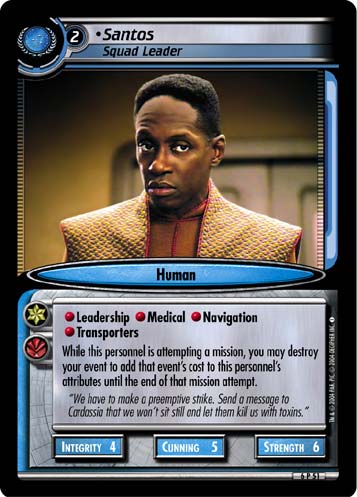 2
•Santos
Squad Leader
Human
• Leadership • Medical • Navigation
• Transporters
While this personnel is attempting a mission, you may destroy
your event to add that event's cost to this personnel's
attributes until the end of that mission attempt.
"We have to make a preemptive strike. Send a message to
Cardassia that we won't sit still and let them kill us with toxins."
INTEGRITY 4 CUNNING 5 STRENGTH 6
6 P 51